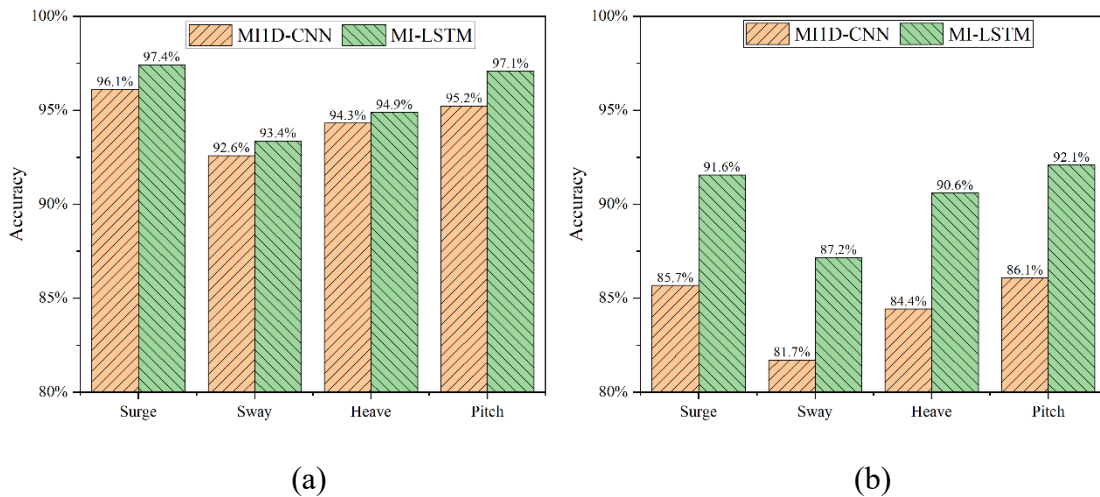 100%
95%
90%
85%
80%
Accuracy
MI1D-CNN
MI-LSTM
96.1%
97.4%
92.6%
93.4%
94.3%
94.9%
95.2%
97.1%
Surge
Sway
Heave
Pitch
(a)
100%
95%
90%
85%
80%
Accuracy
MI1D-CNN
MI-LSTM
85.7%
91.6%
81.7%
87.2%
84.4%
90.6%
86.1%
92.1%
Surge
Sway
Heave
Pitch
(b)